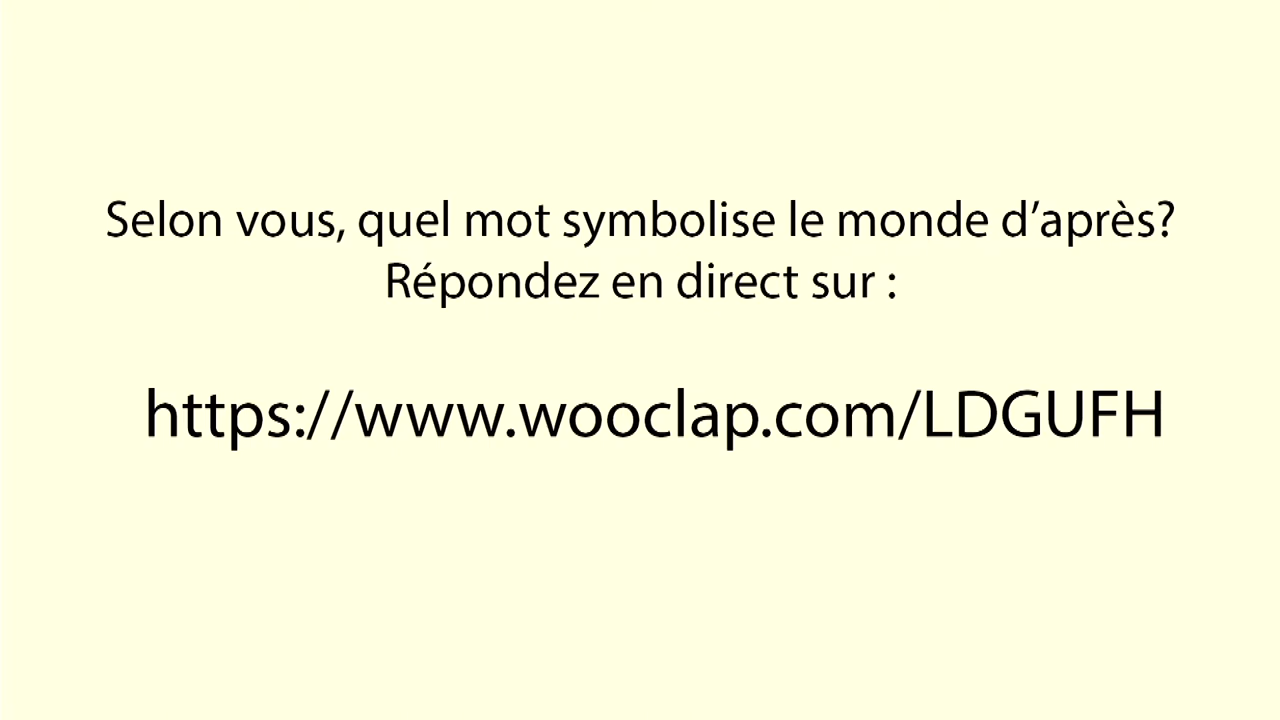 Selon vous, quel mot symbolise le monde d’après?
Répondez en direct sur :
https://www.wooclap.com/LDGUFH